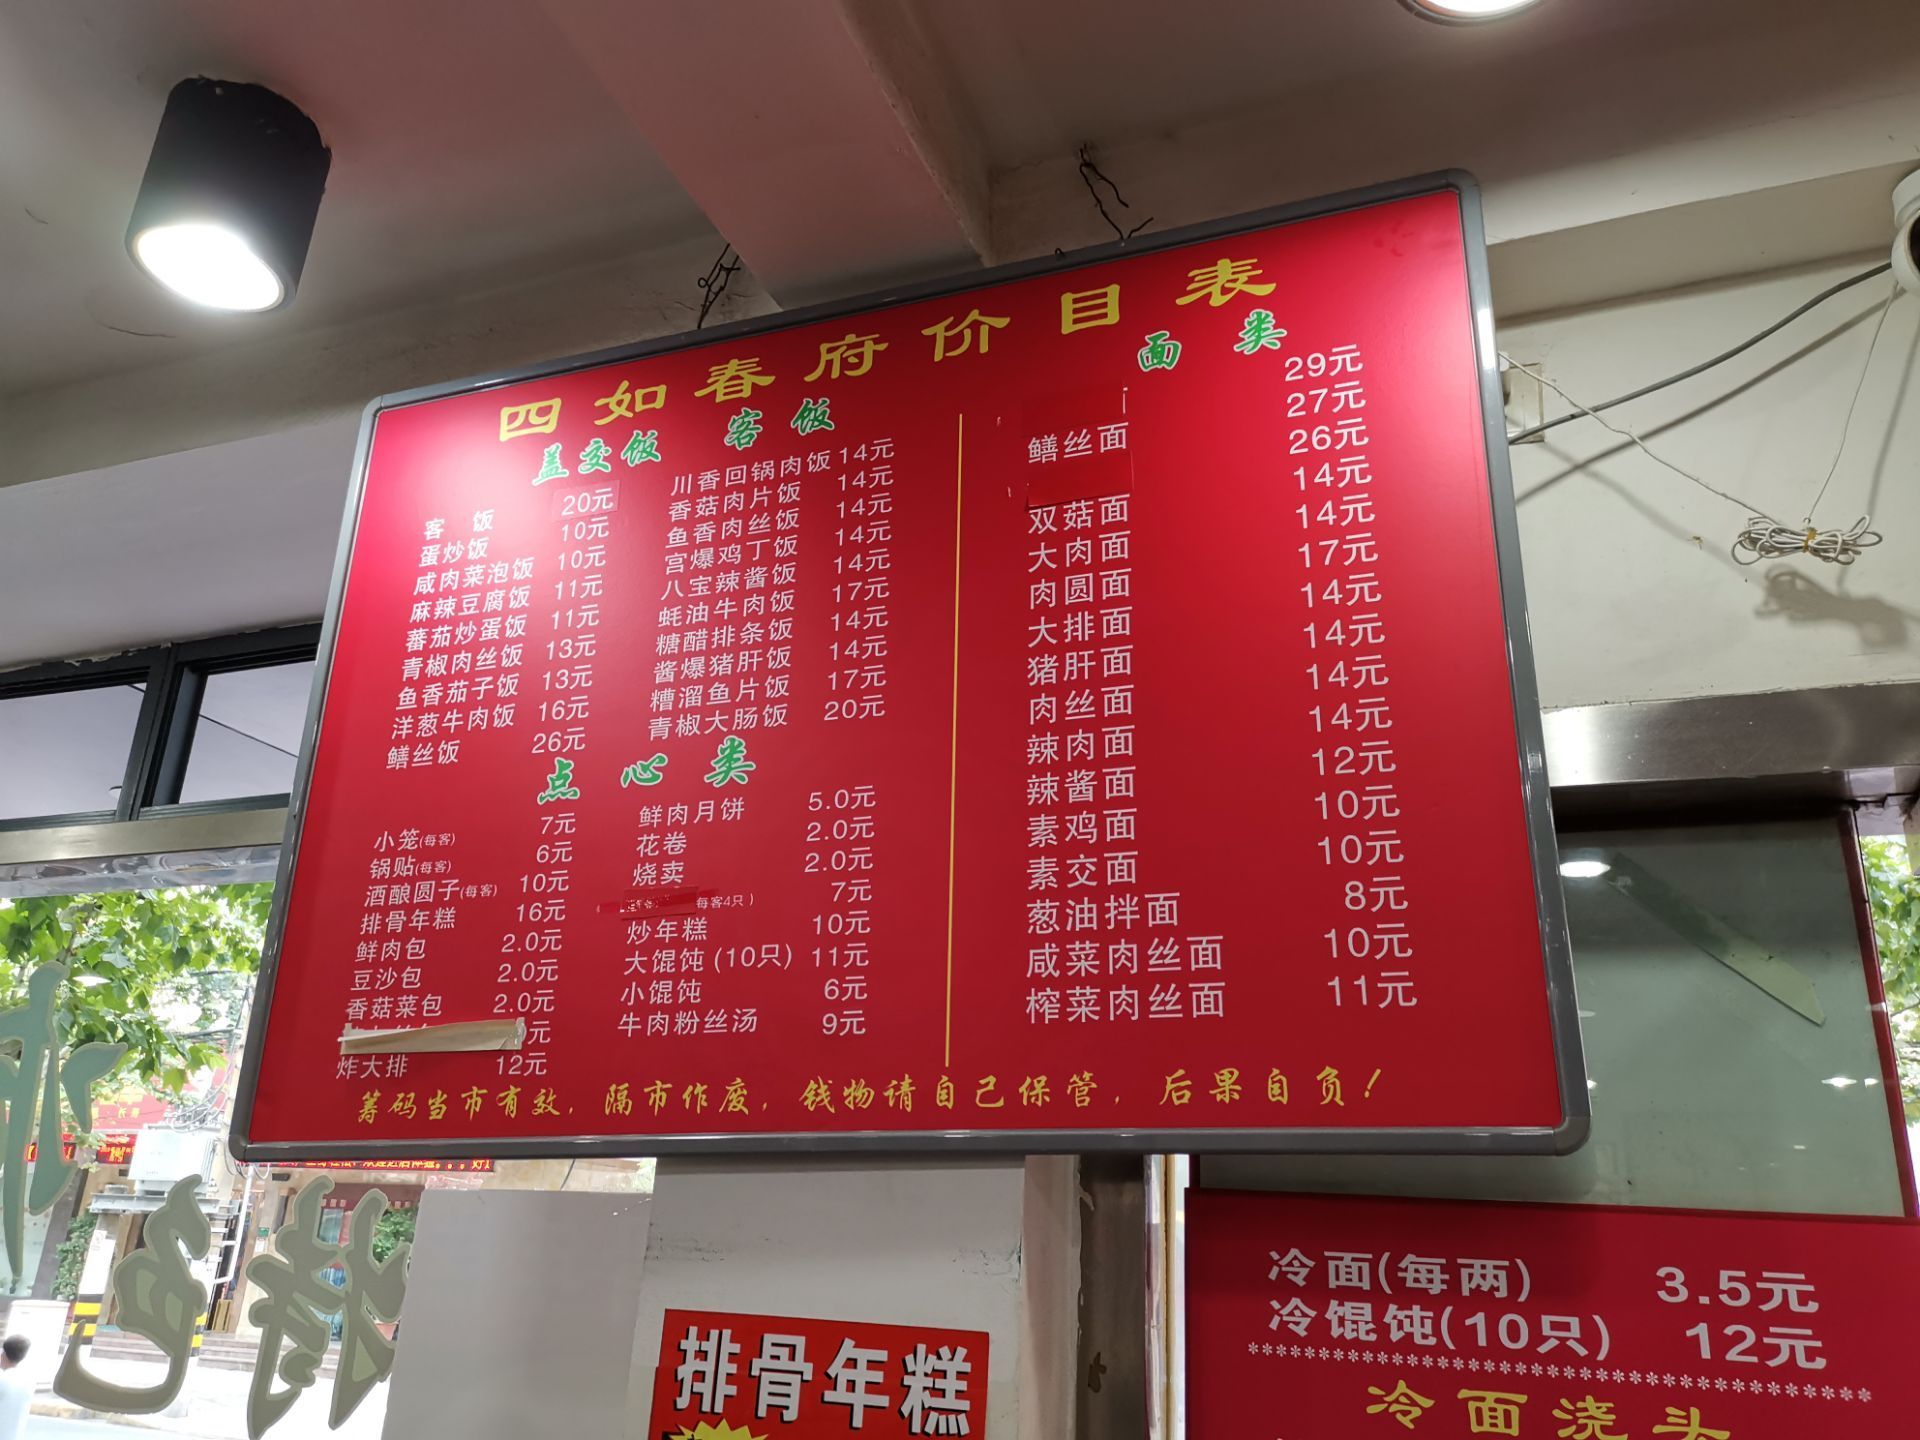 四如春府价目表
盖交饭 客饭
客 饭 20元
蛋炒饭 10元
咸肉菜泡饭 10元
麻辣豆腐饭 11元
蕃茄炒蛋饭 11元
青椒肉丝饭 13元
鱼香茄子饭 13元
洋葱牛肉饭 16元
鳝丝饭 26元
川香回锅肉饭 14元
香菇肉片饭 14元
鱼香肉丝饭 14元
宫爆鸡丁饭 14元
八宝辣酱饭 14元
蚝油牛肉饭 17元
糖醋排条饭 14元
酱爆猪肝饭 14元
糟溜鱼片饭 17元
青椒大肠饭 20元
点心类
小笼(每客) 7元
锅贴(每客) 6元
酒酿圆子(每客) 10元
排骨年糕 16元
鲜肉包 2.0元
豆沙包 2.0元
香菇菜包 2.0元
元
炸大排 12元
鲜肉月饼 5.0元
花卷 2.0元
烧卖 2.0元
每客4只) 7元
炒年糕 10元
大馄饨(10只) 11元
小馄饨 6元
牛肉粉丝汤 9元
面类
29元
鳝丝面 27元
26元
双菇面 14元
大肉面 14元
肉圆面 17元
大排面 14元
猪肝面 14元
肉丝面 14元
辣肉面 14元
辣酱面 12元
素鸡面 10元
素交面 10元
葱油拌面 8元
咸菜肉丝面 10元
榨菜肉丝面 11元
筹码当市有效，隔市作废，钱物请自己保管，后果自负！
特色
排骨年糕
冷面(每两) 3.5元
冷馄饨(10只) 12元
冷面浇头